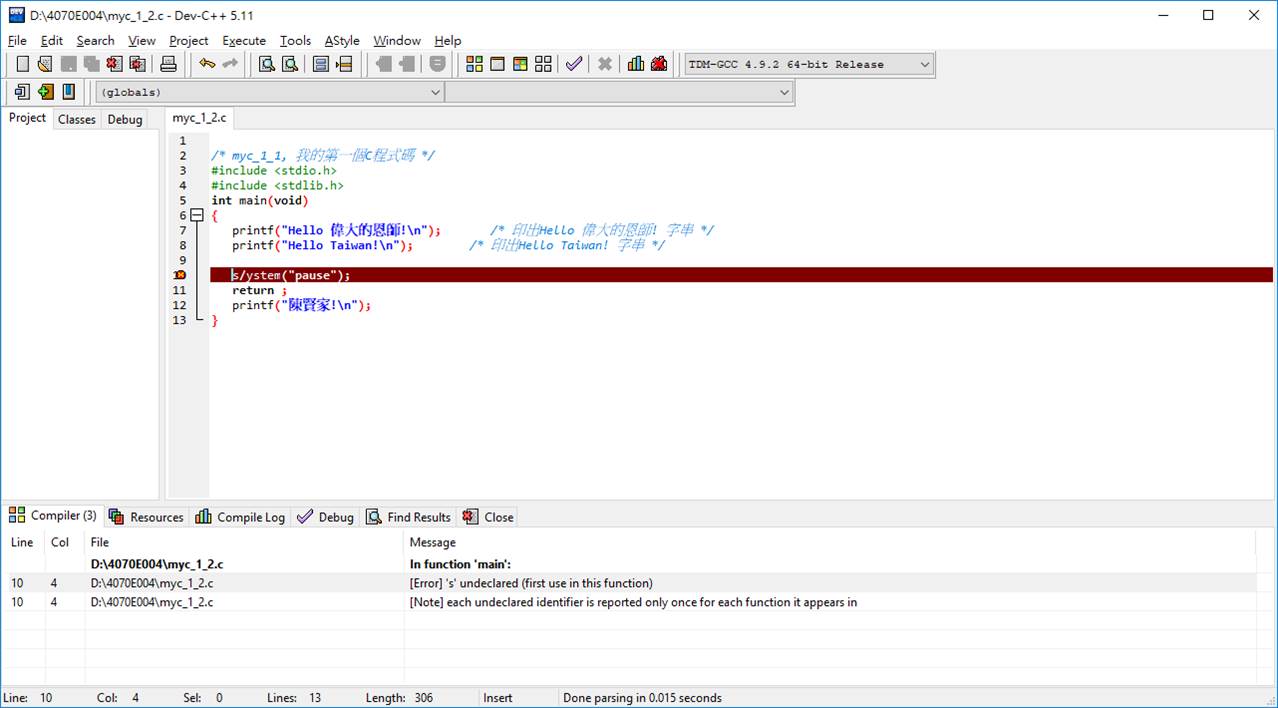 D:\4070E004\myc_1_2.c - Dev-C++ 5.11
File Edit Search View Project Execute Tools AStyle Window Help
TDM-GCC 4.9.2 64-bit Release
(globals)
Project Classes Debug
myc_1_2.c
1
2 /* myc_1_1, 我的第一個C程式碼 */
3 #include <stdio.h>
4 #include <stdlib.h>
5 int main(void)
6 {
7 printf("Hello 偉大的恩師!\n"); /* 印出Hello 偉大的恩師! 字串 */
8 printf("Hello Taiwan!\n"); /* 印出Hello Taiwan! 字串 */
9
10 s/ystem("pause");
11 return ;
12 printf("陳賢家!\n");
13 }
Compiler (3) Resources Compile Log Debug Find Results Close
Line Col File Message
D:\4070E004\myc_1_2.c In function 'main':
10 4 D:\4070E004\myc_1_2.c [Error] 's' undeclared (first use in this function)
10 4 D:\4070E004\myc_1_2.c [Note] each undeclared identifier is reported only once for each function it appears in
Line: 10 Col: 4 Sel: 0 Lines: 13 Length: 306 Insert Done parsing in 0.015 seconds